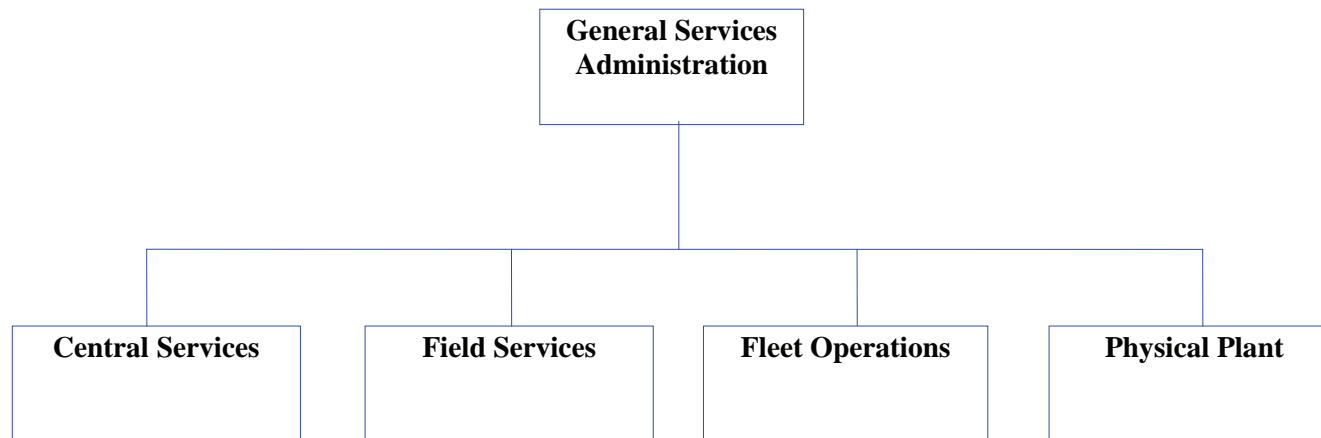 General Services
Administration
Central Services
Field Services
Fleet Operations
Physical Plant